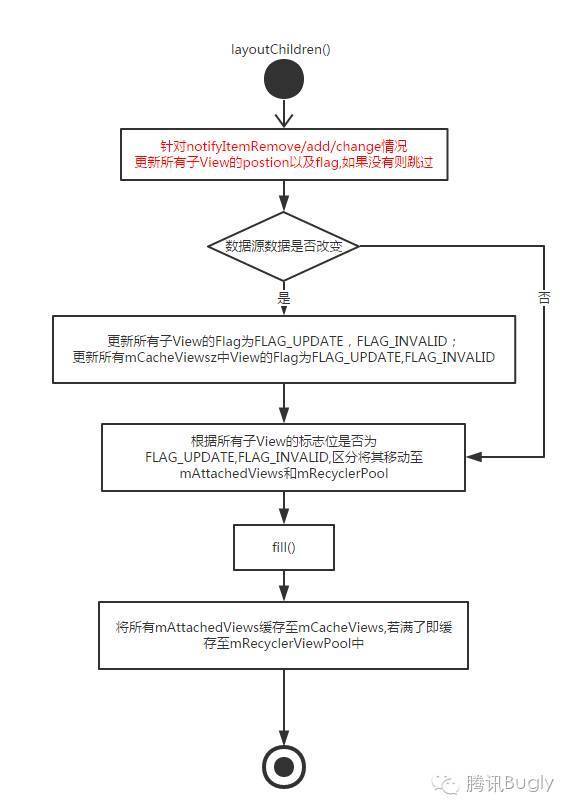 layoutChildren()
针对notifyItemRemove/add/change情况
更新所有子View的postion以及flag,如果没有则跳过
数据源数据是否改变
是
否
更新所有子View的Flag为FLAG_UPDATE，FLAG_INVALID；
更新所有mCacheViewsz中View的Flag为FLAG_UPDATE,FLAG_INVALID
根据所有子View的标志位是否为
FLAG_UPDATE,FLAG_INVALID,区分将其移动至
mAttachedViews和mRecyclerPool
fill()
将所有mAttachedViews缓存至mCacheViews,若满了即缓
存至mRecyclerViewPool中
腾讯Bugly